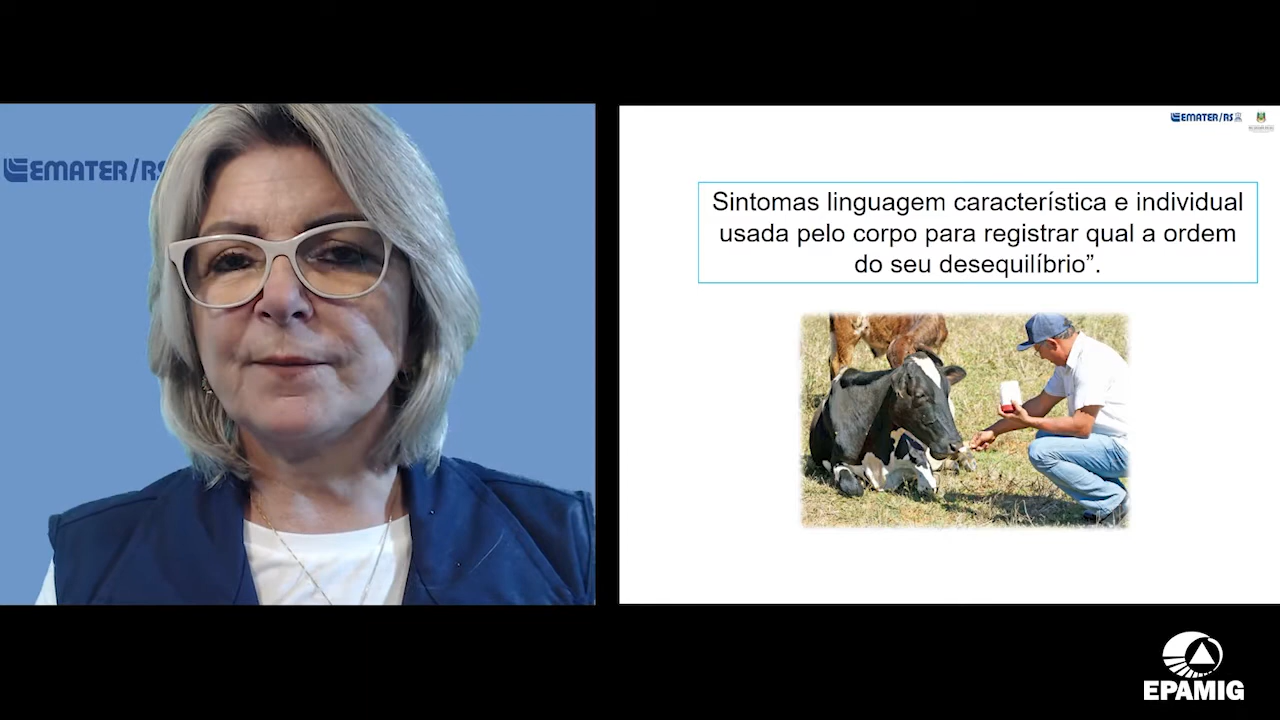 EMATER/RS
EMATER/RS
Sintomas linguagem característica e individual
usada pelo corpo para registrar qual a ordem
do seu desequilíbrio”.
EPAMIG